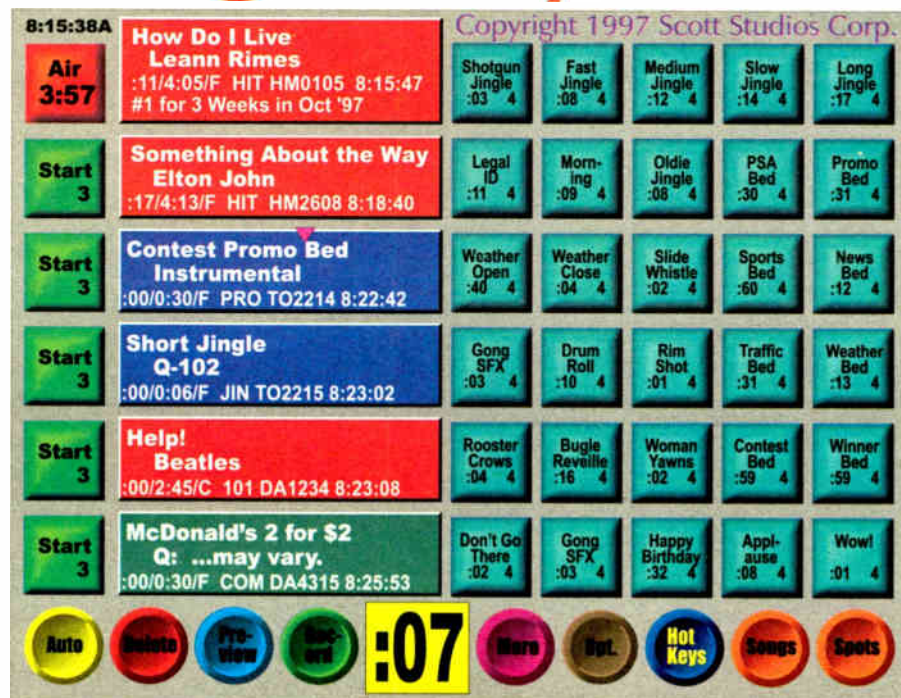 8:15:38A
Copyright 1997 Scott Studios Corp.
Air
3:57
How Do I Live
Leann Rimes
:11/4:05/F HIT HM0105 8:15:47
#1 for 3 Weeks in Oct '97
Shotgun
Jingle
:03 4
Fast
Jingle
:08 4
Medium
Jingle
:12 4
Slow
Jingle
:14 4
Long
Jingle
:17 4
Start
3
Something About the Way
Elton John
:17/4:13/F HIT HM2608 8:18:40
Legal
ID
:11 4
Morn-
ing
:09 4
Oldie
Jingle
:08 4
PSA
Bed
:30 4
Promo
Bed
:31 4
Start
3
Contest Promo Bed
Instrumental
:00/0:30/F PRO TO2214 8:22:42
Weather
Open
:40 4
Weather
Close
:04 4
Slide
Whistle
:02 4
Sports
Bed
:60 4
News
Bed
:12 4
Start
3
Short Jingle
Q-102
:00/0:06/F JIN TO2215 8:23:02
Gong
SFX
:03 4
Drum
Roll
:10 4
Rim
Shot
:01 4
Traffic
Bed
:31 4
Weather
Bed
:13 4
Start
3
Help!
Beatles
:00/2:45/C 101 DA1234 8:23:08
Rooster
Crows
:04 4
Bugle
Reveille
:16 4
Woman
Yawns
:02 4
Contest
Bed
:59 4
Winner
Bed
:59 4
Start
3
McDonald's 2 for $2
Q: ...may vary.
:00/0:30/F COM DA4315 8:25:53
Don't Go
There
:02 4
Gong
SFX
:03 4
Happy
Birthday
:32 4
Appl-
ause
:08 4
Wow!
:01 4
Auto
Delete
Pre-
view
Rec-
ord
:07
More
Opt.
Hot
Keys
Songs
Spots